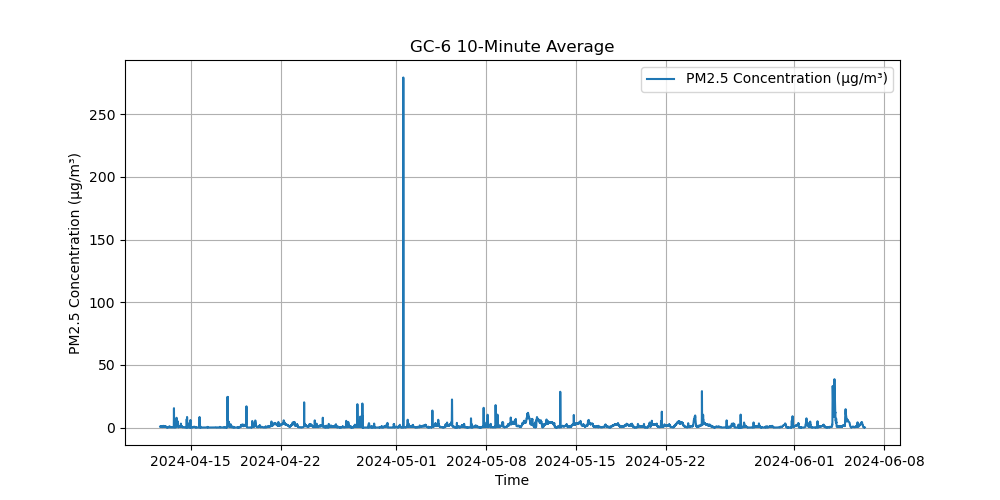 GC-6 10-Minute Average
PM2.5 Concentration (μg/m³)
PM2.5 Concentration (μg/m³)
250
200
150
100
50
0
2024-04-15 2024-04-22 2024-05-01 2024-05-08 2024-05-15 2024-05-22 2024-06-01 2024-06-08
Time